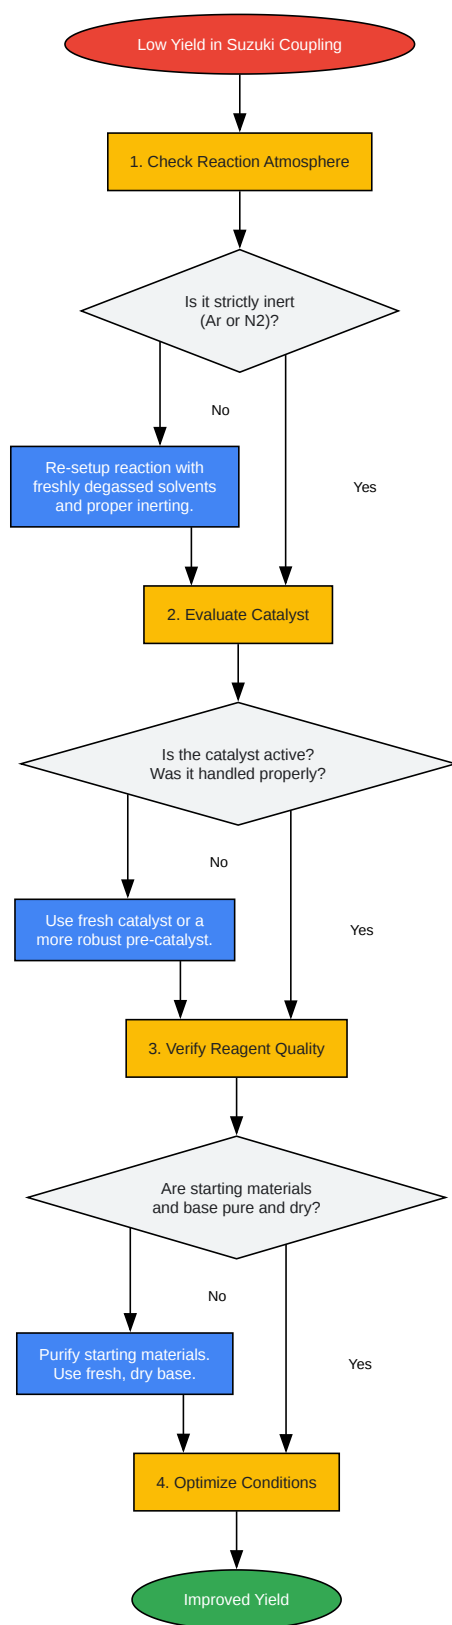 Low Yield in Suzuki Coupling
1. Check Reaction Atmosphere
Is it strictly inert
(Ar or N2)?
No
Re-setup reaction with
freshly degassed solvents
and proper inerting.
Yes
2. Evaluate Catalyst
Is the catalyst active?
Was it handled properly?
No
Use fresh catalyst or a
more robust pre-catalyst.
Yes
3. Verify Reagent Quality
Are starting materials
and base pure and dry?
No
Purify starting materials.
Use fresh, dry base.
Yes
4. Optimize Conditions
Improved Yield